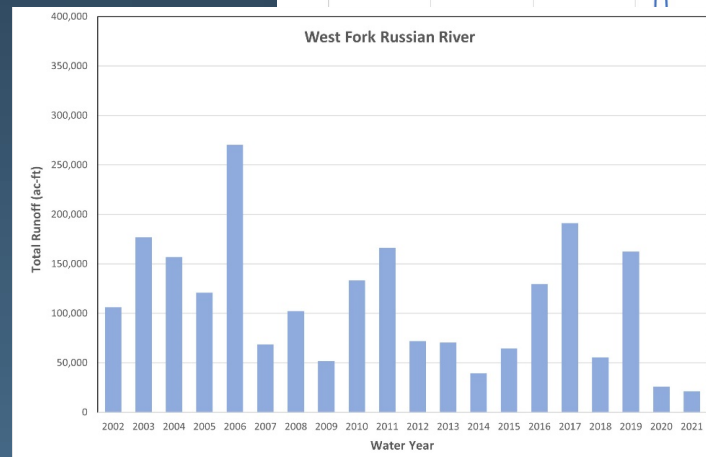 West Fork Russian River
400,000
350,000
300,000
250,000
200,000
150,000
100,000
50,000
0
Total Runoff (ac-ft)
2002 2003 2004 2005 2006 2007 2008 2009 2010 2011 2012 2013 2014 2015 2016 2017 2018 2019 2020 2021
Water Year